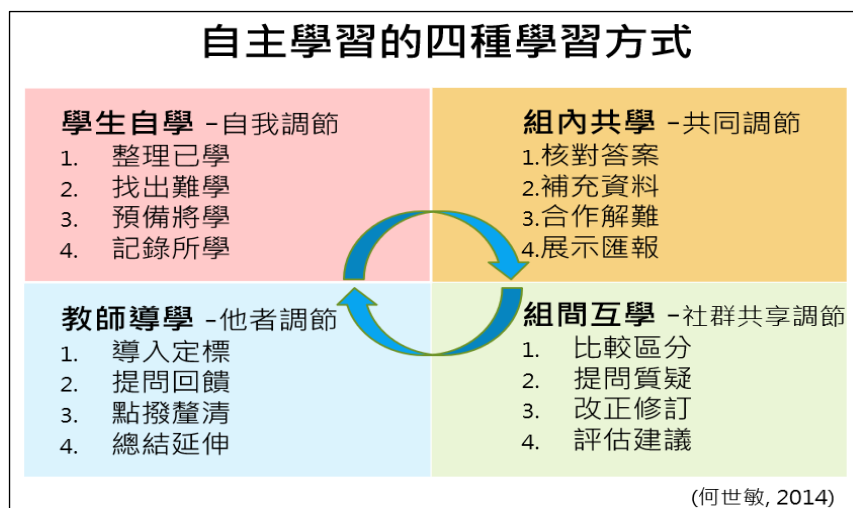 自主學習的四種學習方式
學生自學 -自我調節
1. 整理已學
2. 找出難學
3. 預備將學
4. 記錄所學
組內共學 -共同調節
1.核對答案
2.補充資料
3.合作解難
4.展示匯報
教師導學 -他者調節
1. 導入定標
2. 提問回饋
3. 點撥釐清
4. 總結延伸
組間互學 -社群共享調節
1. 比較區分
2. 提問質疑
3. 改正修訂
4. 評估建議
(何世敏, 2014)